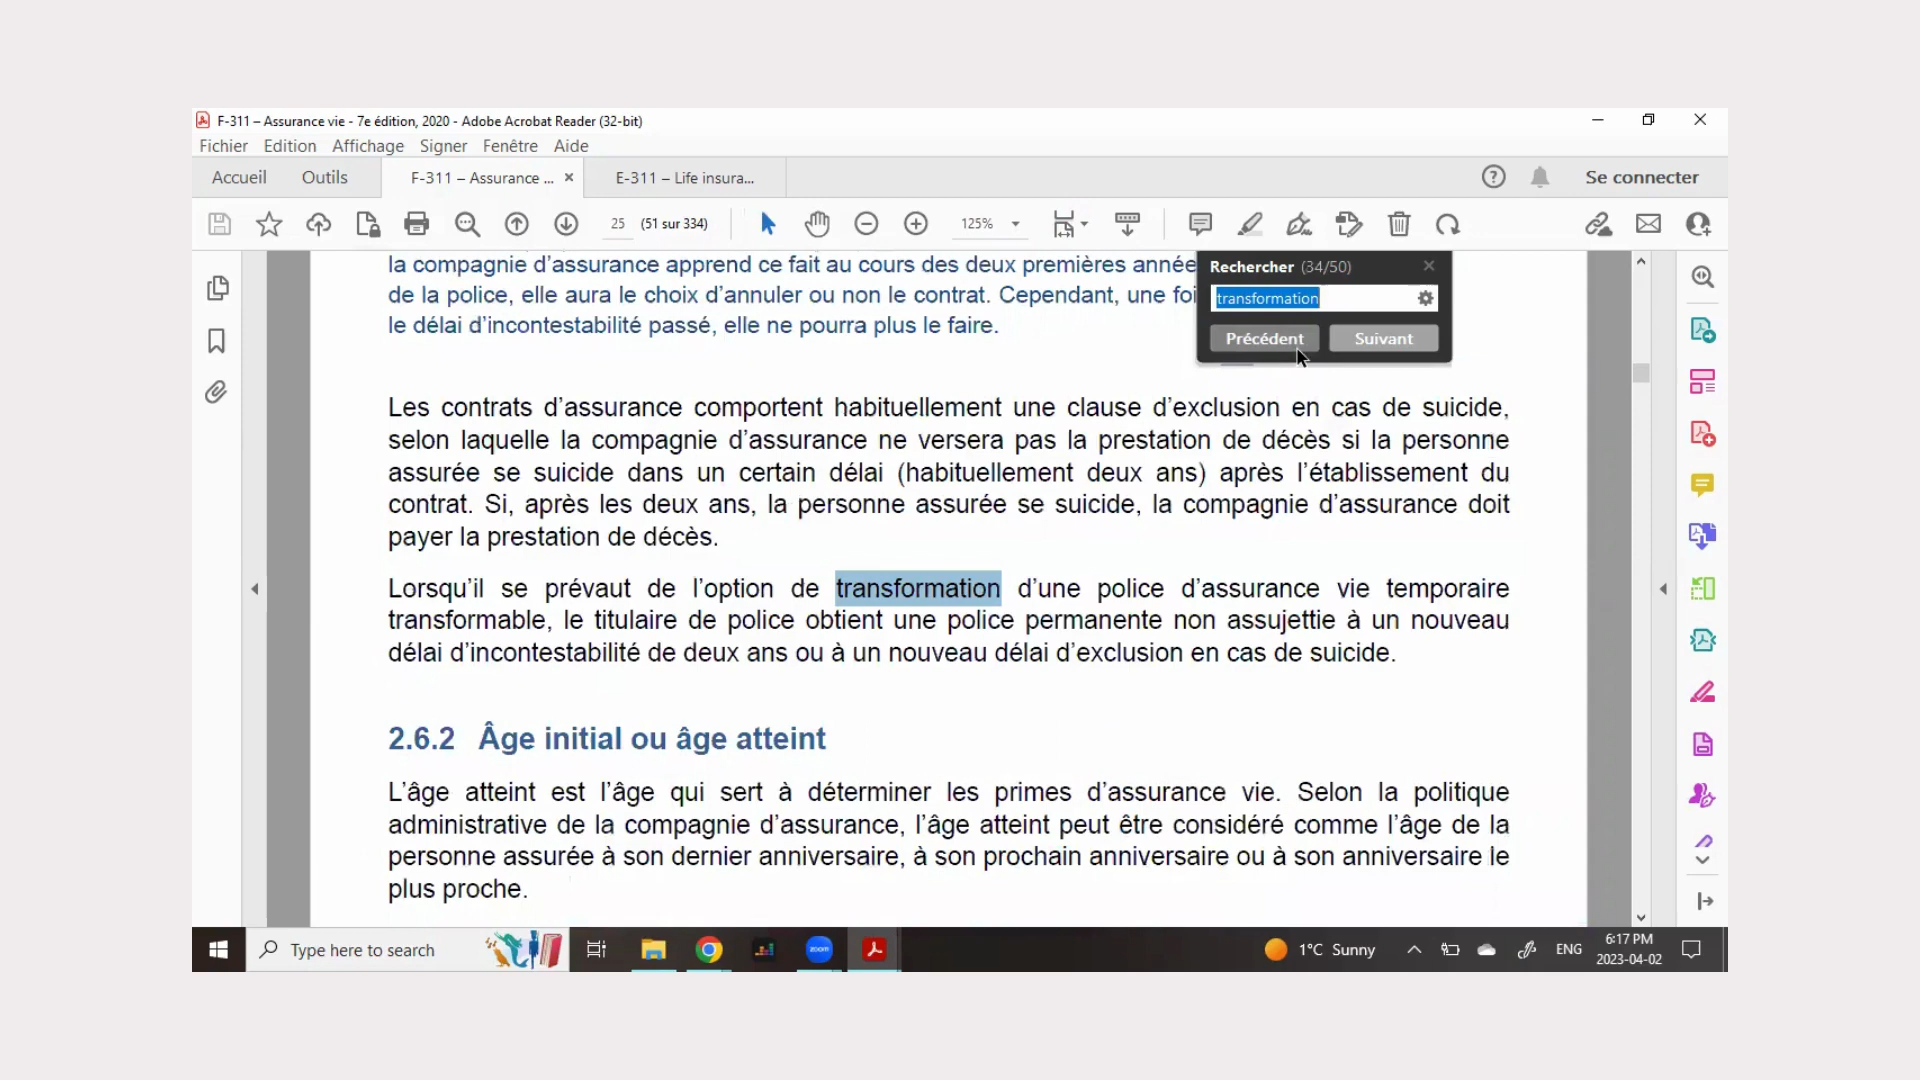 F-311 – Assurance vie - 7e édition, 2020 - Adobe Acrobat Reader (32-bit)
Fichier Edition Affichage Signer Fenêtre Aide
Accueil Outils F-311 – Assurance ... × E-311 – Life insura... Se connecter
25 (51 sur 334) 125%
la compagnie d’assurance apprend ce fait au cours des deux premières année
de la police, elle aura le choix d’annuler ou non le contrat. Cependant, une foi
le délai d’incontestabilité passé, elle ne pourra plus le faire.
Rechercher (34/50)
transformation
Précédent Suivant
Les contrats d’assurance comportent habituellement une clause d’exclusion en cas de suicide,
selon laquelle la compagnie d’assurance ne versera pas la prestation de décès si la personne
assurée se suicide dans un certain délai (habituellement deux ans) après l’établissement du
contrat. Si, après les deux ans, la personne assurée se suicide, la compagnie d’assurance doit
payer la prestation de décès.
Lorsqu’il se prévaut de l’option de transformation d’une police d’assurance vie temporaire
transformable, le titulaire de police obtient une police permanente non assujettie à un nouveau
délai d’incontestabilité de deux ans ou à un nouveau délai d’exclusion en cas de suicide.
2.6.2 Âge initial ou âge atteint
L’âge atteint est l’âge qui sert à déterminer les primes d’assurance vie. Selon la politique
administrative de la compagnie d’assurance, l’âge atteint peut être considéré comme l’âge de la
personne assurée à son dernier anniversaire, à son prochain anniversaire ou à son anniversaire le
plus proche.
Type here to search
zoom
1°C Sunny
ENG
6:17 PM
2023-04-02